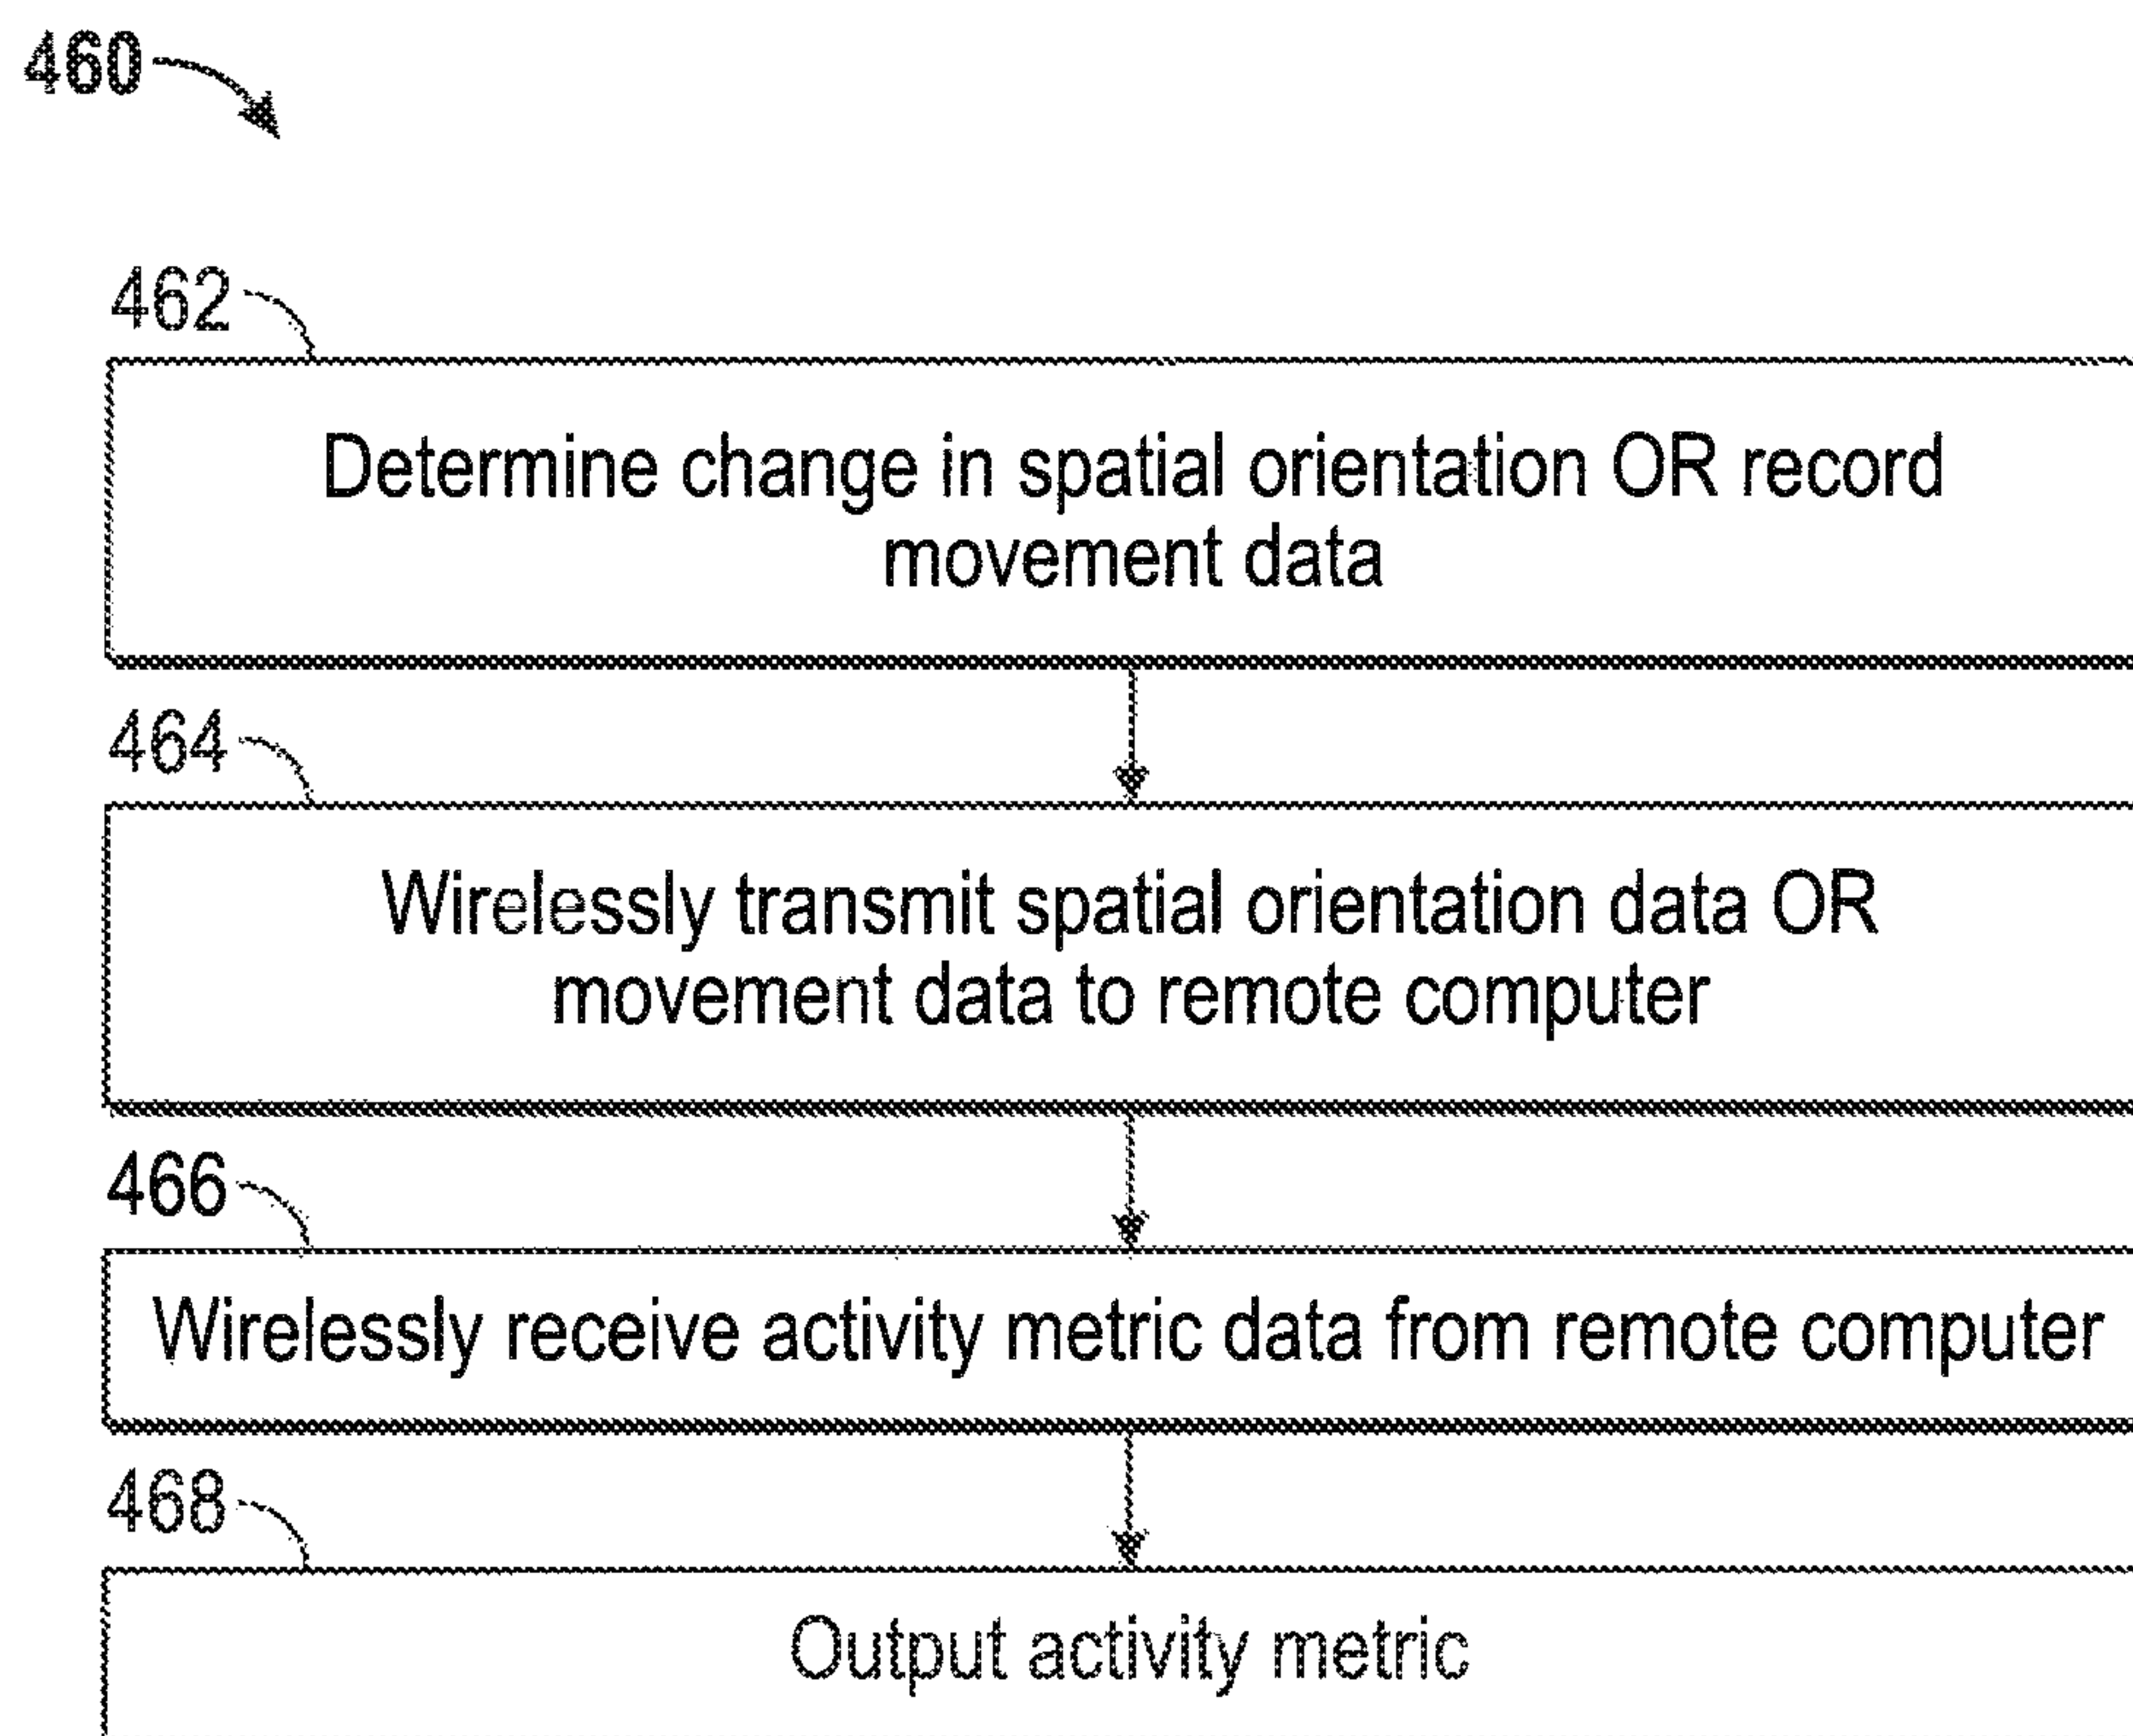 460
462
Determine change in spatial orientation OR record
movement data
464
Wirelessly transmit spatial orientation data OR
movement data to remote computer
466
Wirelessly receive activity metric data from remote computer
468
Output activity metric